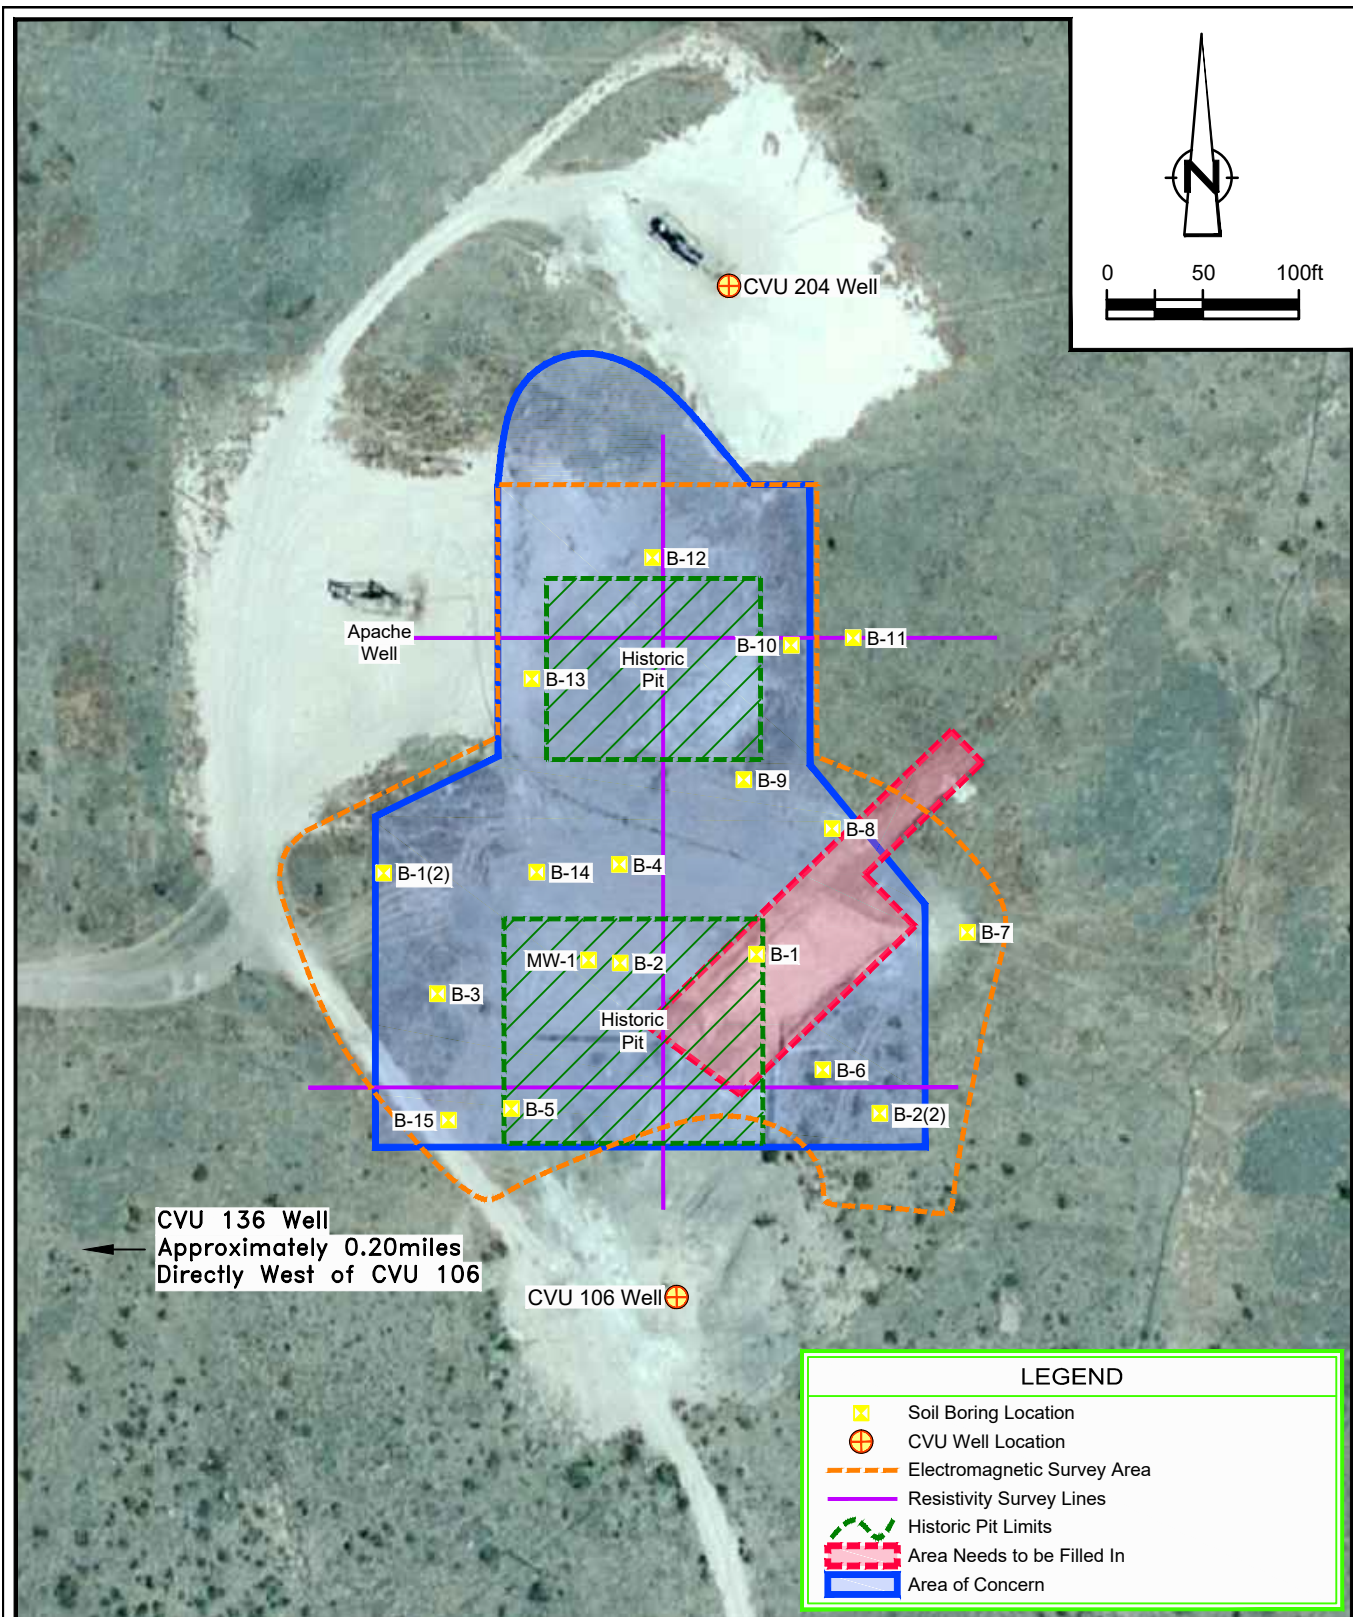 N
0 50 100ft
CVU 204 Well
B-12
Apache
Well
B-10
B-11
Historic
Pit
B-13
B-9
B-8
B-1(2)
B-14
B-4
B-7
MW-1
B-2
B-1
B-3
Historic
Pit
B-6
B-15
B-5
B-2(2)
CVU 136 Well
Approximately 0.20miles
Directly West of CVU 106
CVU 106 Well
LEGEND
Soil Boring Location
CVU Well Location
Electromagnetic Survey Area
Resistivity Survey Lines
Historic Pit Limits
Area Needs to be Filled In
Area of Concern